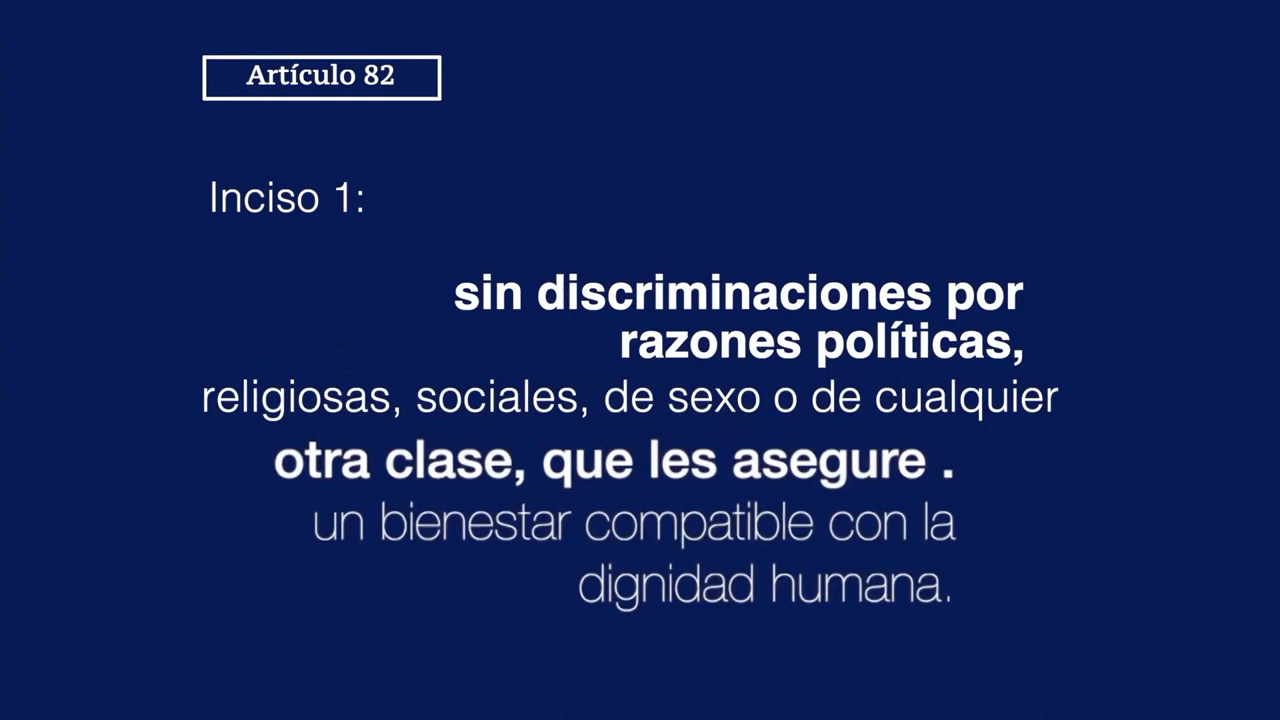 Artículo 82
Inciso 1:
sin discriminaciones por
razones políticas,
religiosas, sociales, de sexo o de cualquier
otra clase, que les asegure .
un bienestar compatible con la
dignidad humana.